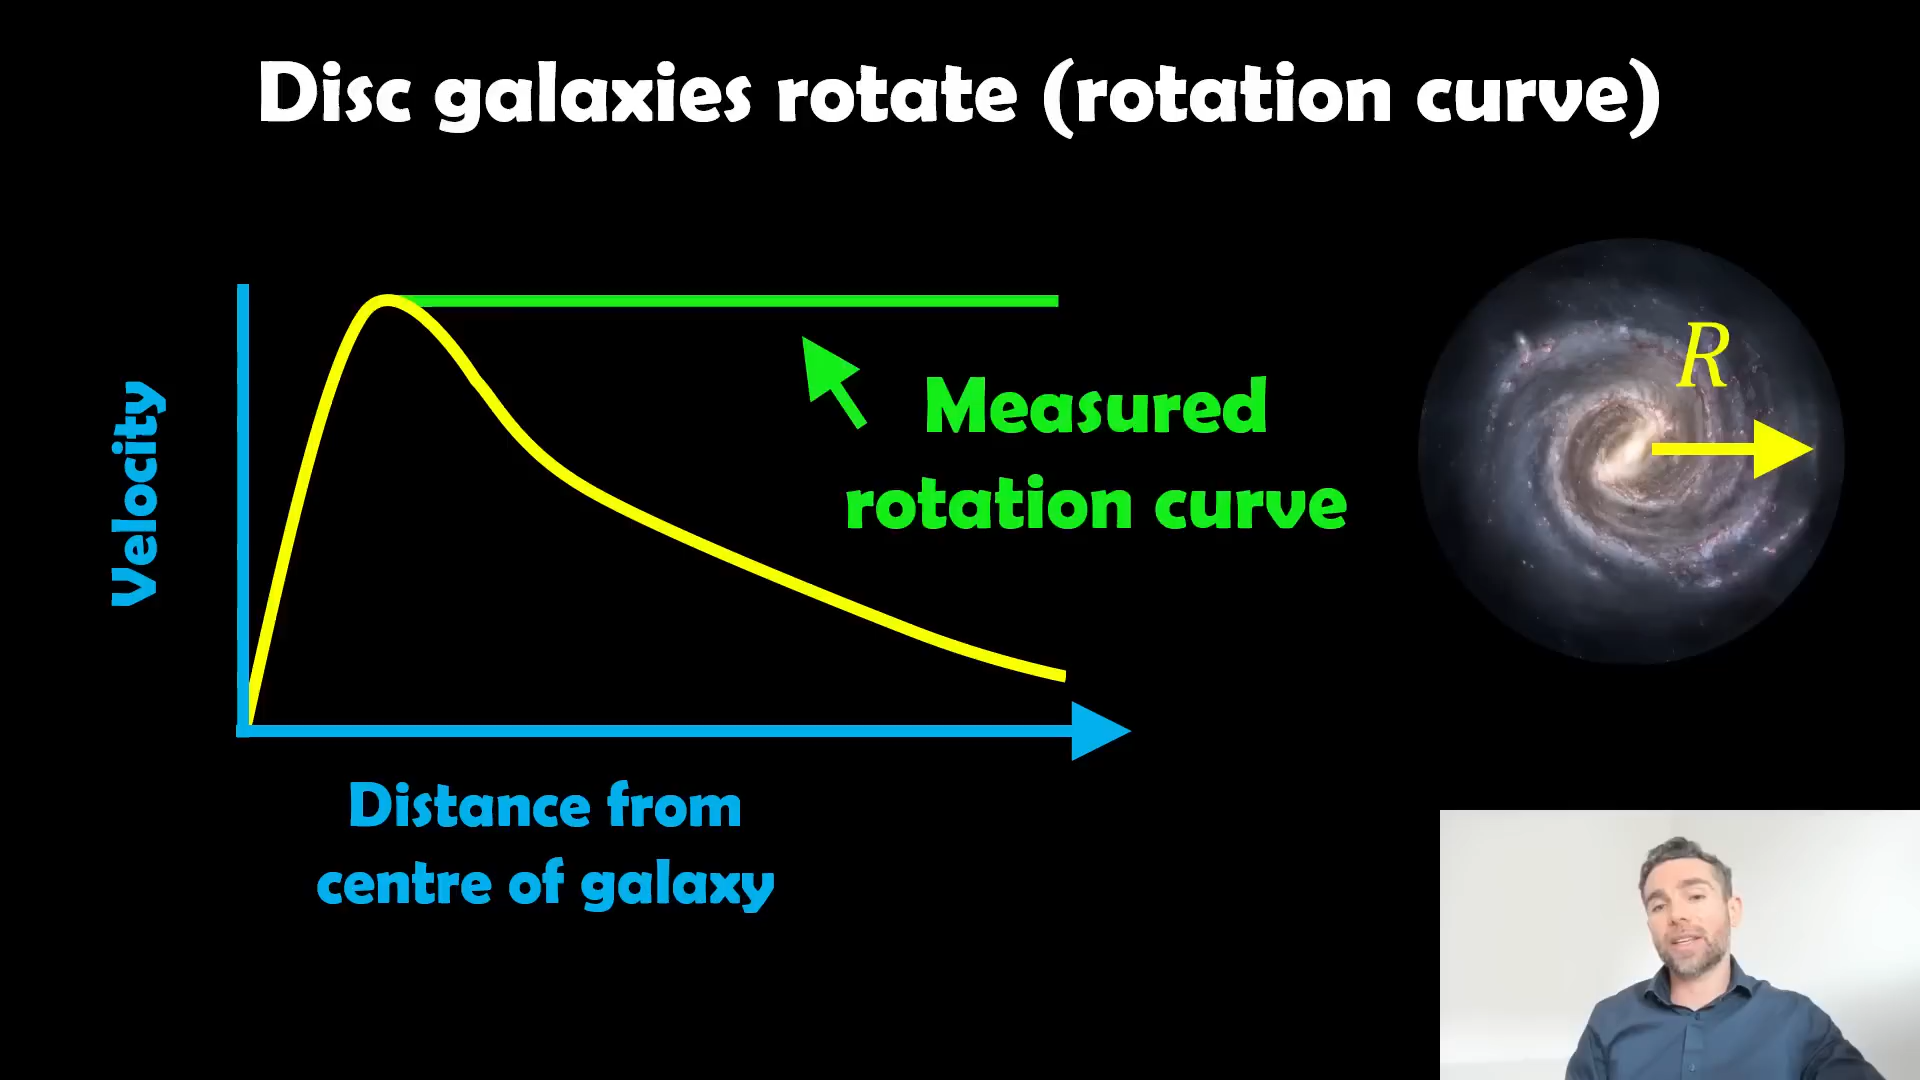 Disc galaxies rotate (rotation curve)
Velocity
Measured
rotation curve
R
Distance from
centre of galaxy